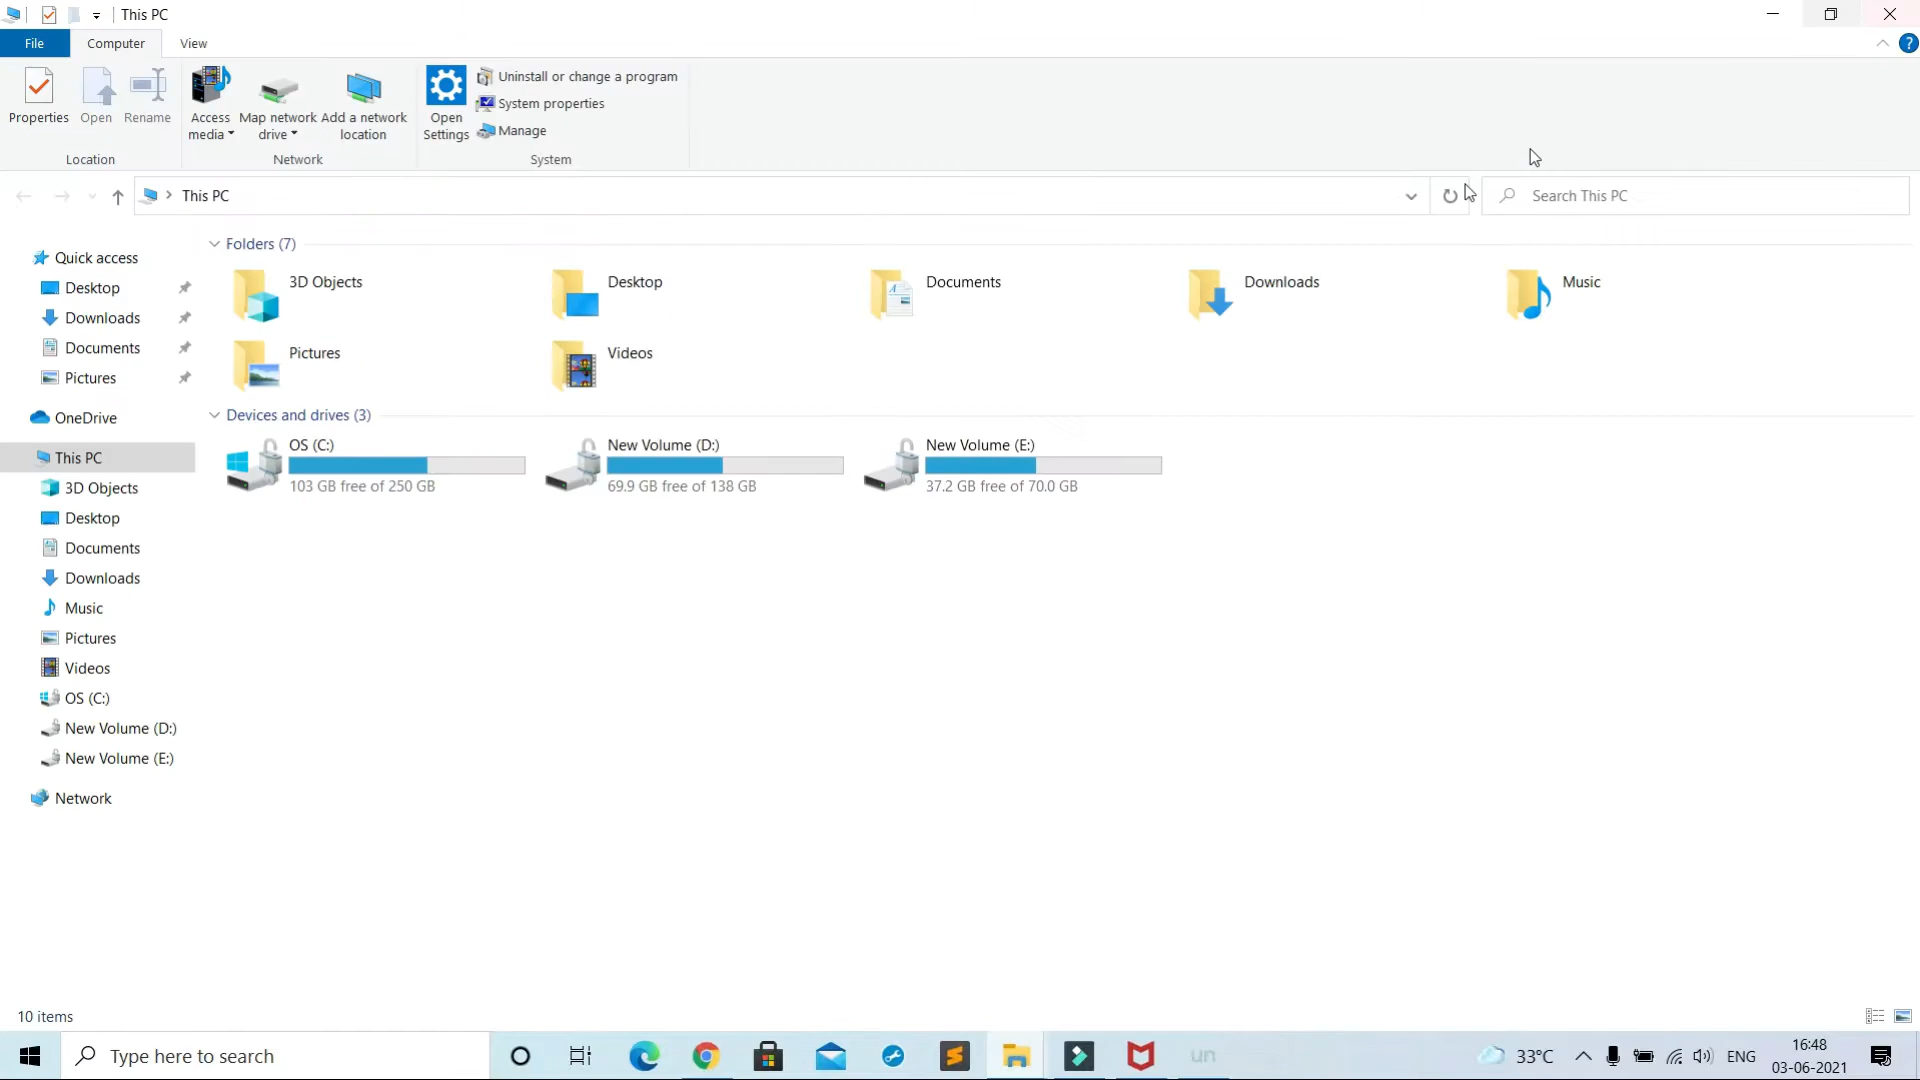 This PC
File
Computer
View
?
Properties
Open
Rename
Access media
Map network drive
Add a network location
Open Settings
Uninstall or change a program
System properties
Manage
Location
Network
System
This PC
Search This PC
Quick access
Desktop
Downloads
Documents
Pictures
OneDrive
This PC
3D Objects
Desktop
Documents
Downloads
Music
Pictures
Videos
OS (C:)
New Volume (D:)
New Volume (E:)
Network
Folders (7)
3D Objects
Desktop
Documents
Downloads
Music
Pictures
Videos
Devices and drives (3)
OS (C:)
103 GB free of 250 GB
New Volume (D:)
69.9 GB free of 138 GB
New Volume (E:)
37.2 GB free of 70.0 GB
10 items
Type here to search
un
33°C
ENG
16:48
03-06-2021